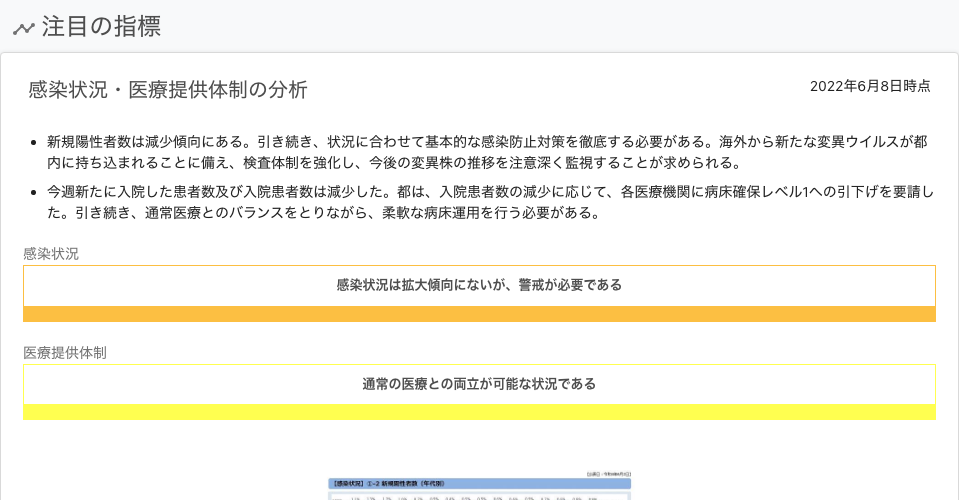 注目の指標
感染状況・医療提供体制の分析
2022年6月8日時点
新規陽性者数は減少傾向にある。引き続き、状況に合わせて基本的な感染防止対策を徹底する必要がある。海外から新たな変異ウイルスが都
内に持ち込まれることに備え、検査体制を強化し、今後の変異株の推移を注意深く監視することが求められる。
今週新たに入院した患者数及び入院患者数は減少した。都は、入院患者数の減少に応じて、各医療機関に病床確保レベル1への引下げを要請し
た。引き続き、通常医療とのバランスをとりながら、柔軟な病床運用を行う必要がある。
感染状況
感染状況は拡大傾向にないが、警戒が必要である
医療提供体制
通常の医療との両立が可能な状況である
【感染状況】①-2 新規陽性者数（年代別）